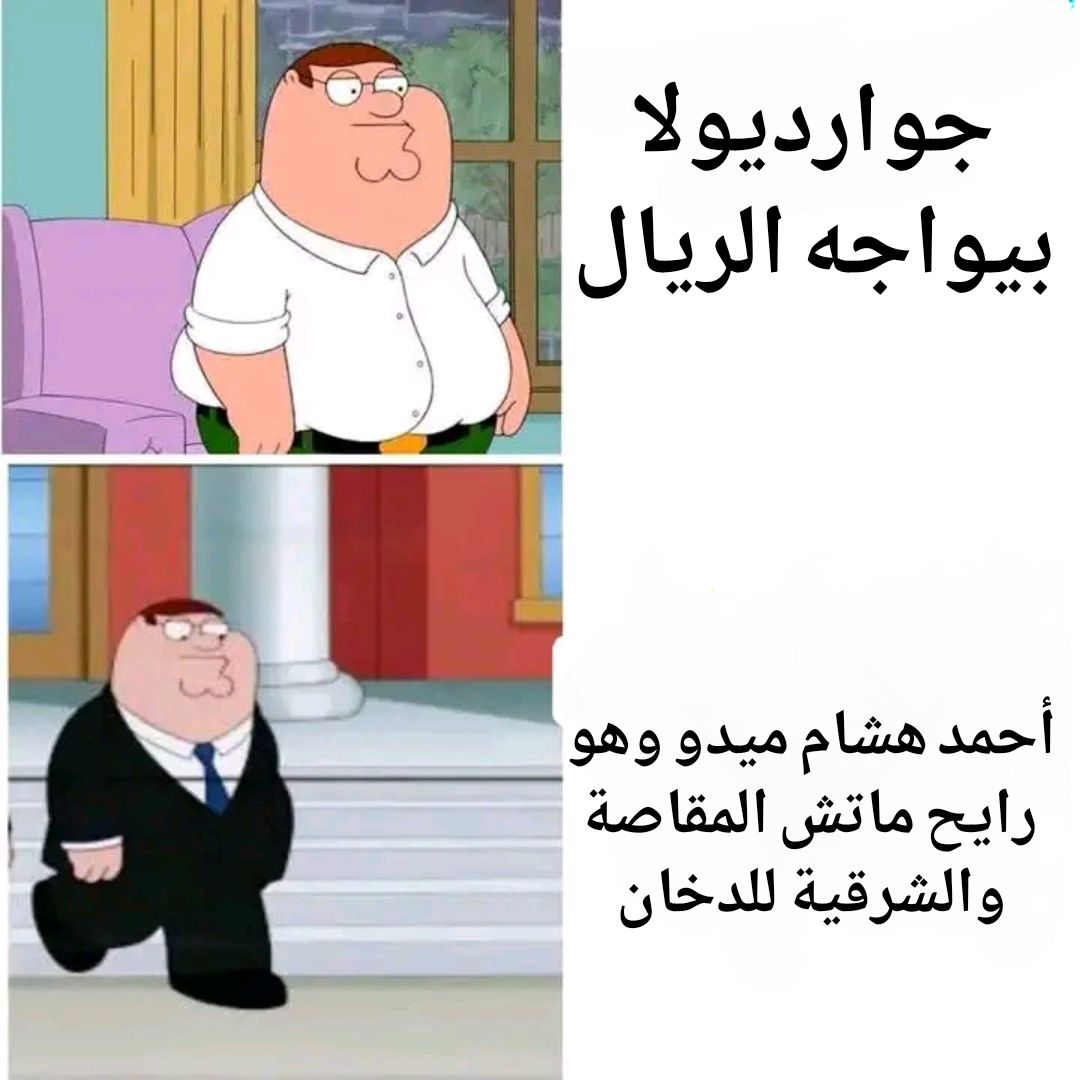 جوارديولا
بيواجه الريال
أحمد هشام ميدو وهو
رايح ماتش المقاصة
والشرقية للدخان